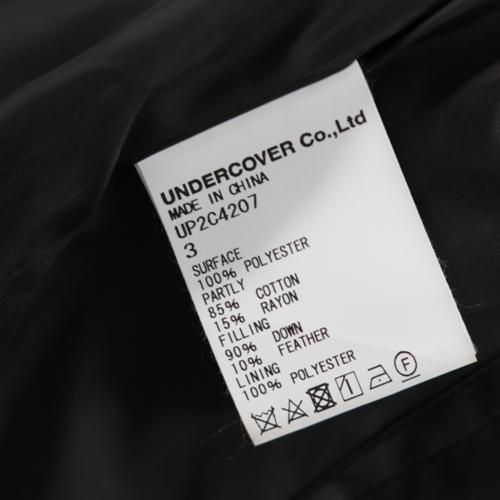 UNDERCOVER Co.,Ltd
MADE IN CHINA
UP2C4207
3
SURFACE
100% POLYESTER
PARTLY
85% COTTON
15% RAYON
FILLING
90% DOWN
10% FEATHER
LINING
100% POLYESTER
F